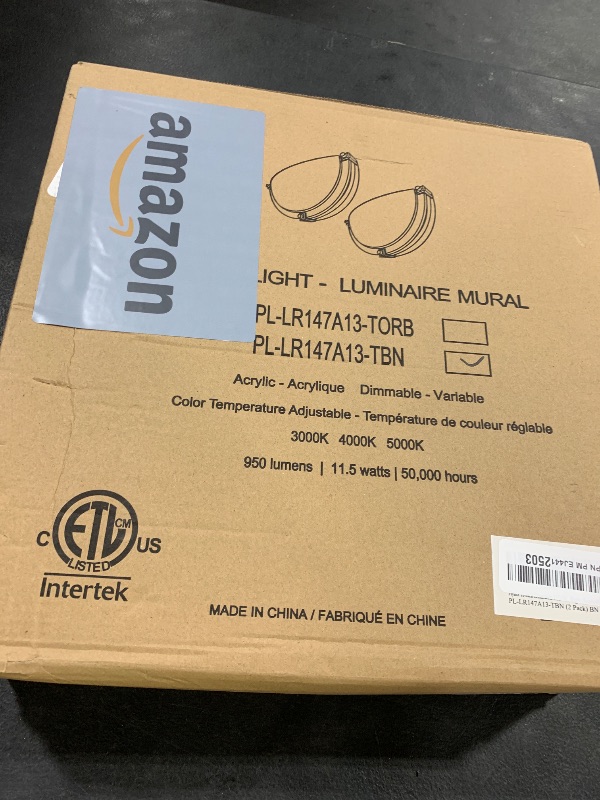 amazon
LIGHT - LUMINAIRE MURAL
PL-LR147A13-TORB
PL-LR147A13-TBN
Acrylic - Acrylique Dimmable - Variable
Color Temperature Adjustable - Température de couleur réglable
3000K 4000K 5000K
950 lumens | 11.5 watts | 50,000 hours
C ETL CM US
LISTED
Intertek
PN PM EJ4412503
PL-LR147A13-TBN (2 Pack) BN
MADE IN CHINA / FABRIQUÉ EN CHINE